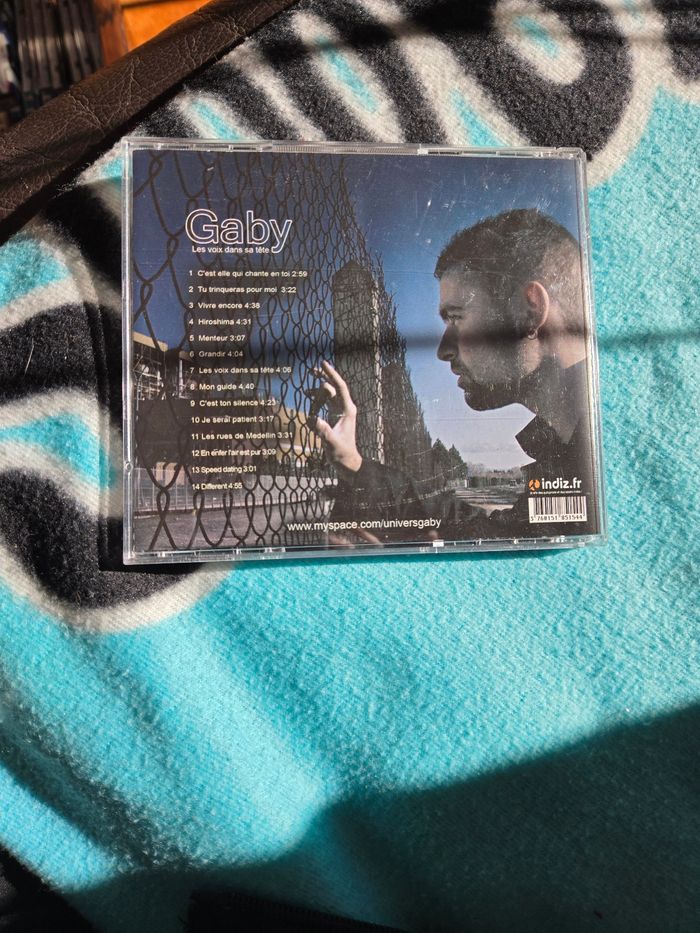 Gaby
Les voix dans sa tête
1 C'est elle qui chante en toi 2:59
2 Tu trinqueras pour moi 3:22
3 Vivre encore 4:38
4 Hiroshima 4:31
5 Menteur 3:07
6 Grandir 4:04
7 Les voix dans sa tête 4:06
8 Mon guide 4:40
9 C'est ton silence 4:23
10 Je serai patient 3:17
11 Les rues de Medellin 3:31
12 En enfer l'air est pur 3:09
13 Speed dating 3:01
14 Different 4:55
indiz.fr
www.myspace.com/universgaby
3 760151 851544